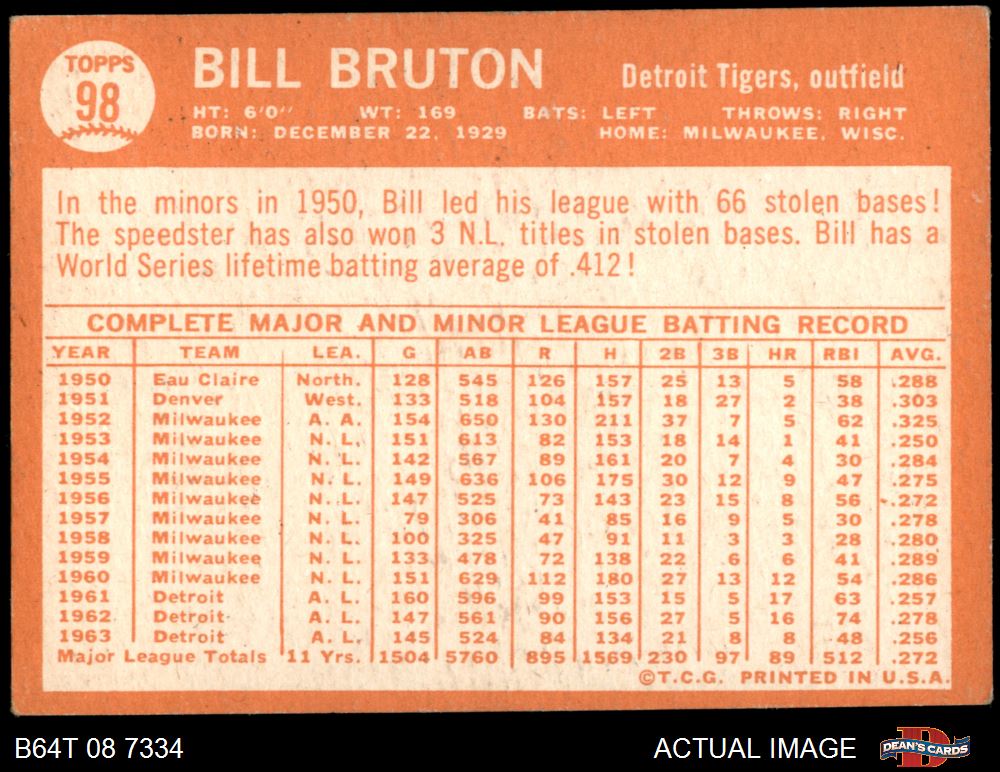 TOPPS
98
BILL BRUTON
Detroit Tigers, outfield
HT: 6'0" WT: 169 BATS: LEFT THROWS: RIGHT
BORN: DECEMBER 22, 1929 HOME: MILWAUKEE, WISC.
In the minors in 1950, Bill led his league with 66 stolen bases!
The speedster has also won 3 N.L. titles in stolen bases. Bill has a
World Series lifetime batting average of .412!
COMPLETE MAJOR AND MINOR LEAGUE BATTING RECORD
YEAR TEAM LEA. G AB R H 2B 3B HR RBI AVG.
1950 Eau Claire North. 128 545 126 157 25 13 5 58 .288
1951 Denver West. 133 518 104 157 18 27 2 38 .303
1952 Milwaukee A. A. 154 650 130 211 37 7 5 62 .325
1953 Milwaukee N. L. 151 613 82 153 18 14 1 41 .250
1954 Milwaukee N. L. 142 567 89 161 20 7 4 30 .284
1955 Milwaukee N. L. 149 636 106 175 30 12 9 47 .275
1956 Milwaukee N. L. 147 525 73 143 23 15 8 56 .272
1957 Milwaukee N. L. 79 306 41 85 16 9 5 30 .278
1958 Milwaukee N. L. 100 325 47 91 11 3 3 28 .280
1959 Milwaukee N. L. 133 478 72 138 22 6 6 41 .289
1960 Milwaukee N. L. 151 629 112 180 27 13 12 54 .286
1961 Detroit A. L. 160 596 99 153 15 5 17 63 .257
1962 Detroit A. L. 147 561 90 156 27 5 16 74 .278
1963 Detroit A. L. 145 524 84 134 21 8 8 48 .256
Major League Totals 11 Yrs. 1504 5760 895 1569 230 97 89 512 .272
©T.C.G. PRINTED IN U.S.A.
B64T 08 7334
ACTUAL IMAGE
D
DEAN'S CARDS